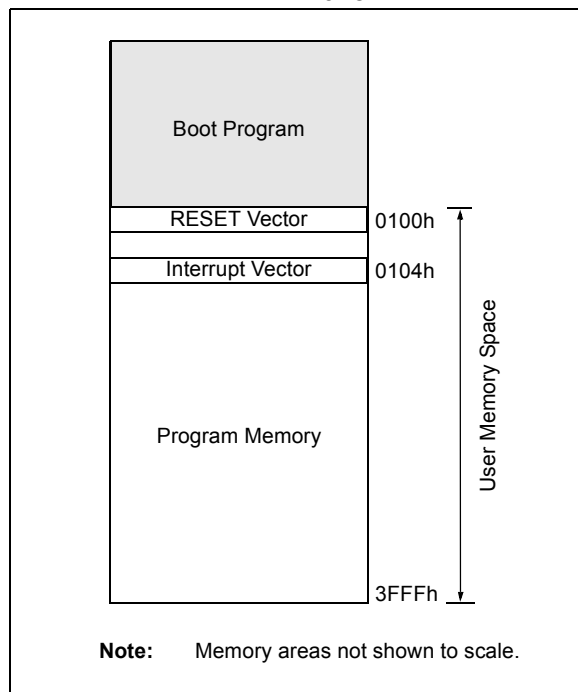 Boot Program
RESET Vector 0100h
Interrupt Vector 0104h
User Memory Space
Program Memory
3FFFh
Note: Memory areas not shown to scale.